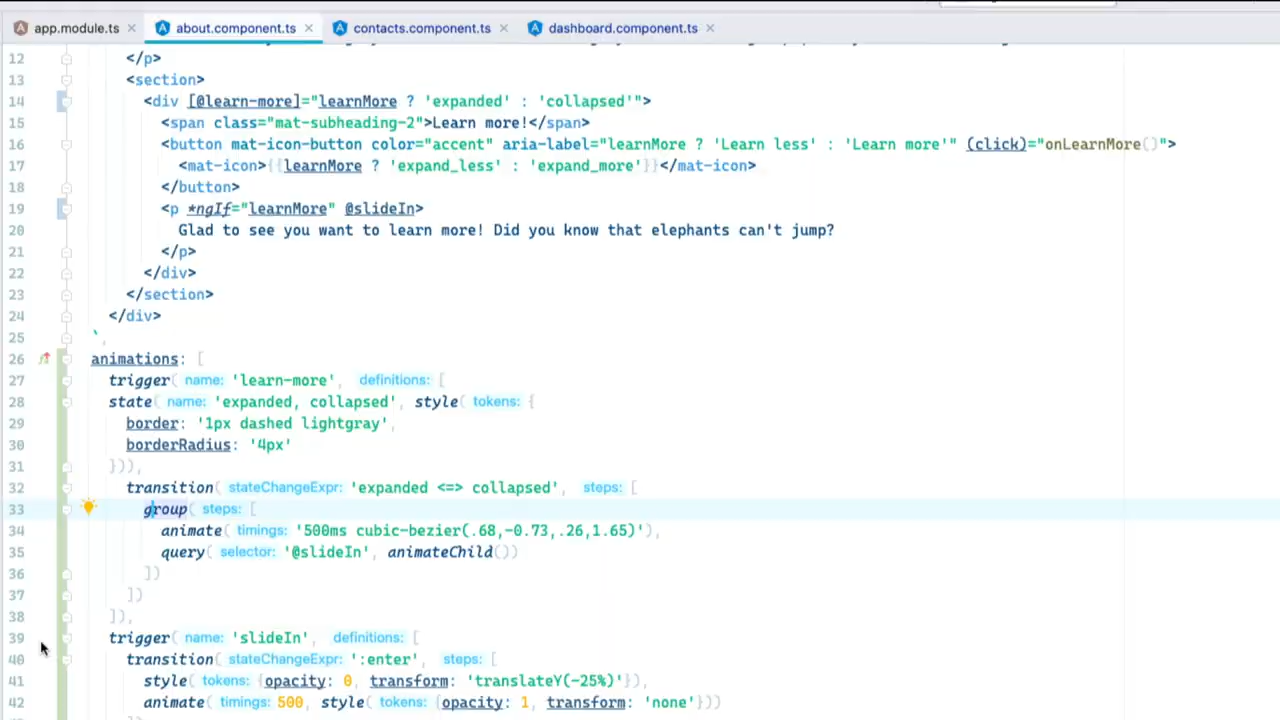 app.module.ts
about.component.ts
contacts.component.ts
dashboard.component.ts
12 </p>
13 <section>
14 <div [@learn-more]="learnMore ? 'expanded' : 'collapsed'">
15 <span class="mat-subheading-2">Learn more!</span>
16 <button mat-icon-button color="accent" aria-label="learnMore ? 'Learn less' : 'Learn more'" (click)="onLearnMore()">
17 <mat-icon>{{learnMore ? 'expand_less' : 'expand_more'}}</mat-icon>
18 </button>
19 <p *ngIf="learnMore" @slideIn>
20 Glad to see you want to learn more! Did you know that elephants can't jump?
21 </p>
22 </div>
23 </section>
24 </div>
25 `,
26 animations: [
27 trigger( name: 'learn-more', definitions: [
28 state( name: 'expanded, collapsed', style( tokens: {
29 border: '1px dashed lightgray',
30 borderRadius: '4px'
31 })),
32 transition( stateChangeExpr: 'expanded <=> collapsed', steps: [
33 group( steps: [
34 animate( timings: '500ms cubic-bezier(.68,-0.73,.26,1.65)'),
35 query( selector: '@slideIn', animateChild())
36 ])
37 ])
38 ]),
39 trigger( name: 'slideIn', definitions: [
40 transition( stateChangeExpr: ':enter', steps: [
41 style( tokens: {opacity: 0, transform: 'translateY(-25%)'}),
42 animate( timings: 500, style( tokens: {opacity: 1, transform: 'none'}))